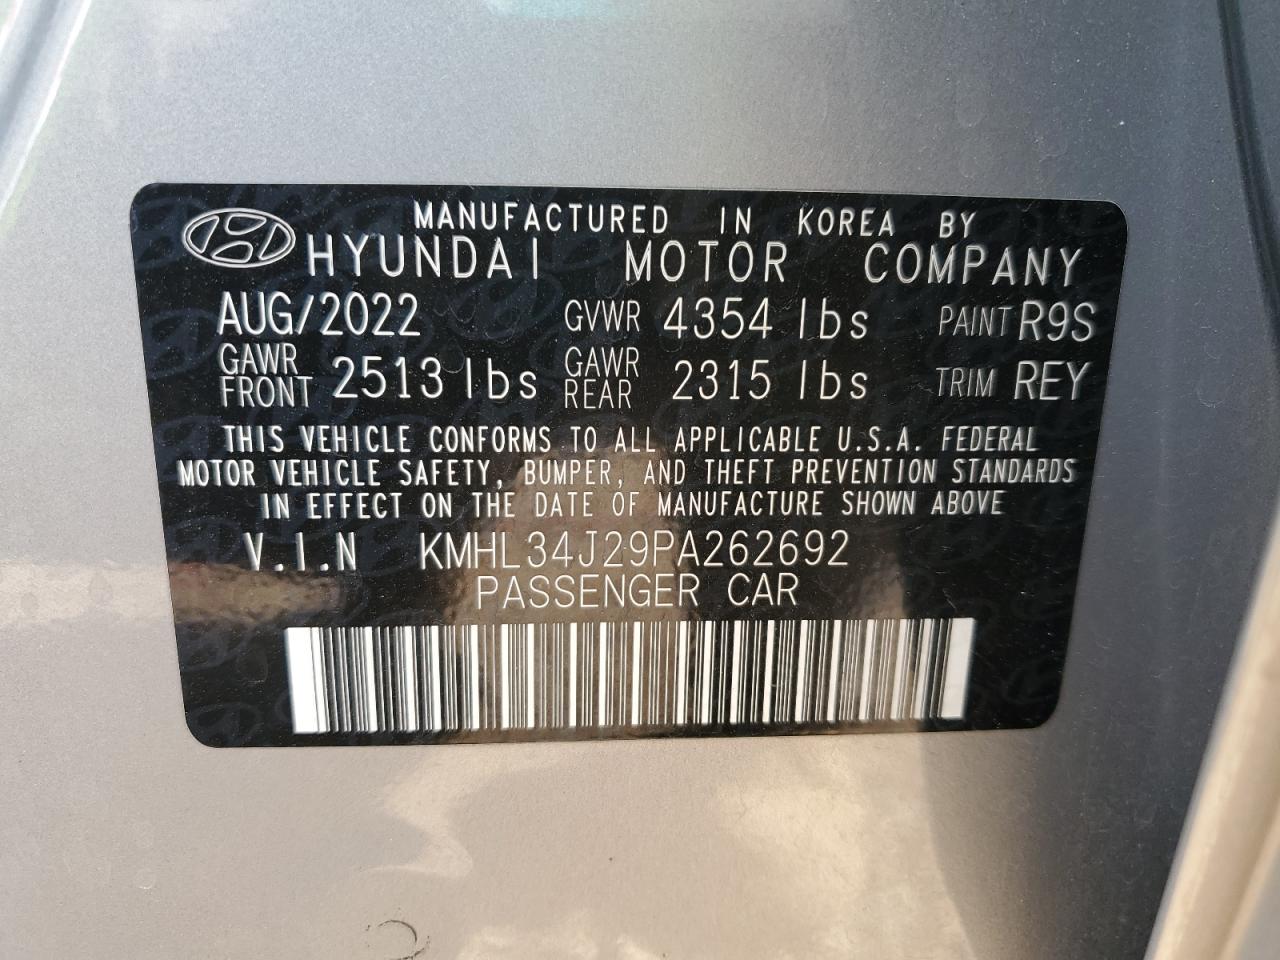 MANUFACTURED IN KOREA BY
HYUNDAI MOTOR COMPANY
AUG/2022 GVWR 4354 lbs PAINT R9S
GAWR FRONT 2513 lbs GAWR REAR 2315 lbs TRIM REY
THIS VEHICLE CONFORMS TO ALL APPLICABLE U.S.A. FEDERAL
MOTOR VEHICLE SAFETY, BUMPER, AND THEFT PREVENTION STANDARDS
IN EFFECT ON THE DATE OF MANUFACTURE SHOWN ABOVE
V.I.N KMHL34J29PA262692
PASSENGER CAR